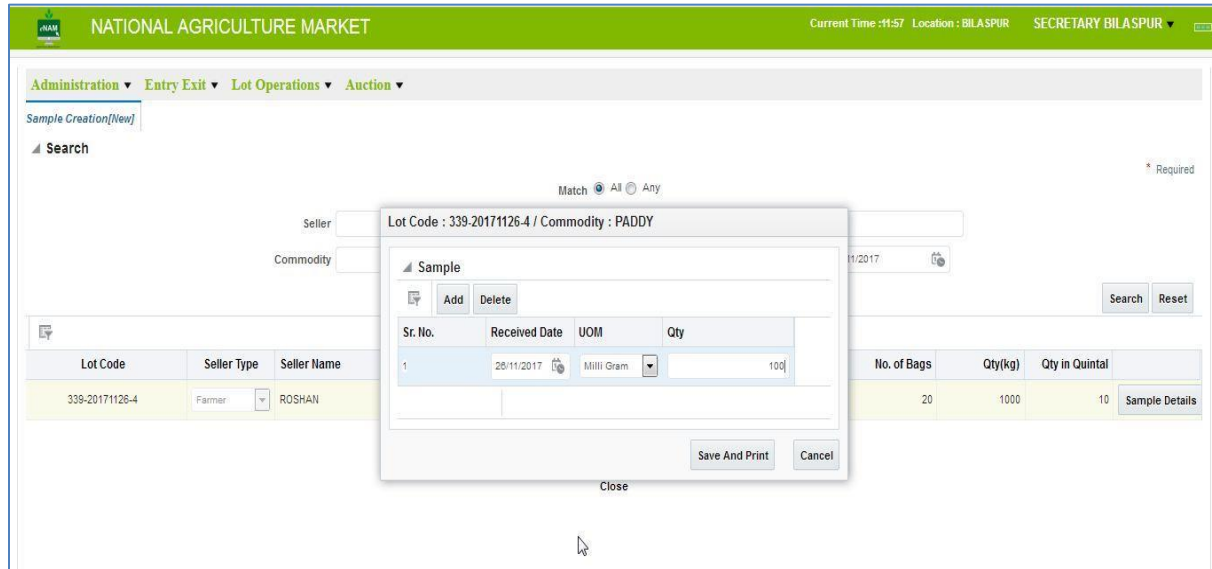 eNAM NATIONAL AGRICULTURE MARKET Current Time :11:57 Location : BILASPUR SECRETARY BILASPUR
Administration Entry Exit Lot Operations Auction
Sample Creation[New]
Search
* Required
Match All Any
Seller
Commodity 11/2017
Search Reset
Lot Code : 339-20171126-4 / Commodity : PADDY
Sample
Add Delete
Sr. No. Received Date UOM Qty
1 26/11/2017 Milli Gram 100
Save And Print Cancel
Lot Code Seller Type Seller Name No. of Bags Qty(kg) Qty in Quintal
339-20171126-4 Farmer ROSHAN 20 1000 10 Sample Details
Close